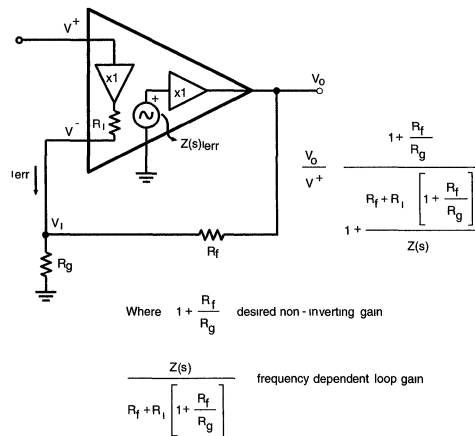 V+
x1
RI
V-
+
x1
Z(s)Ierr
Vo
Ierr
VI
Rg
Rf
Vo
V+
1+ Rf
Rg
Rf+RI [1+ Rf
Rg]
1+
Z(s)
Where 1+ Rf
Rg
desired non-inverting gain
Z(s)
Rf+RI [1+ Rf
Rg]
frequency dependent loop gain